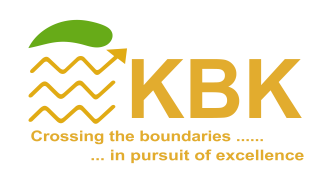 KBK
Crossing the boundaries ......
... in pursuit of excellence